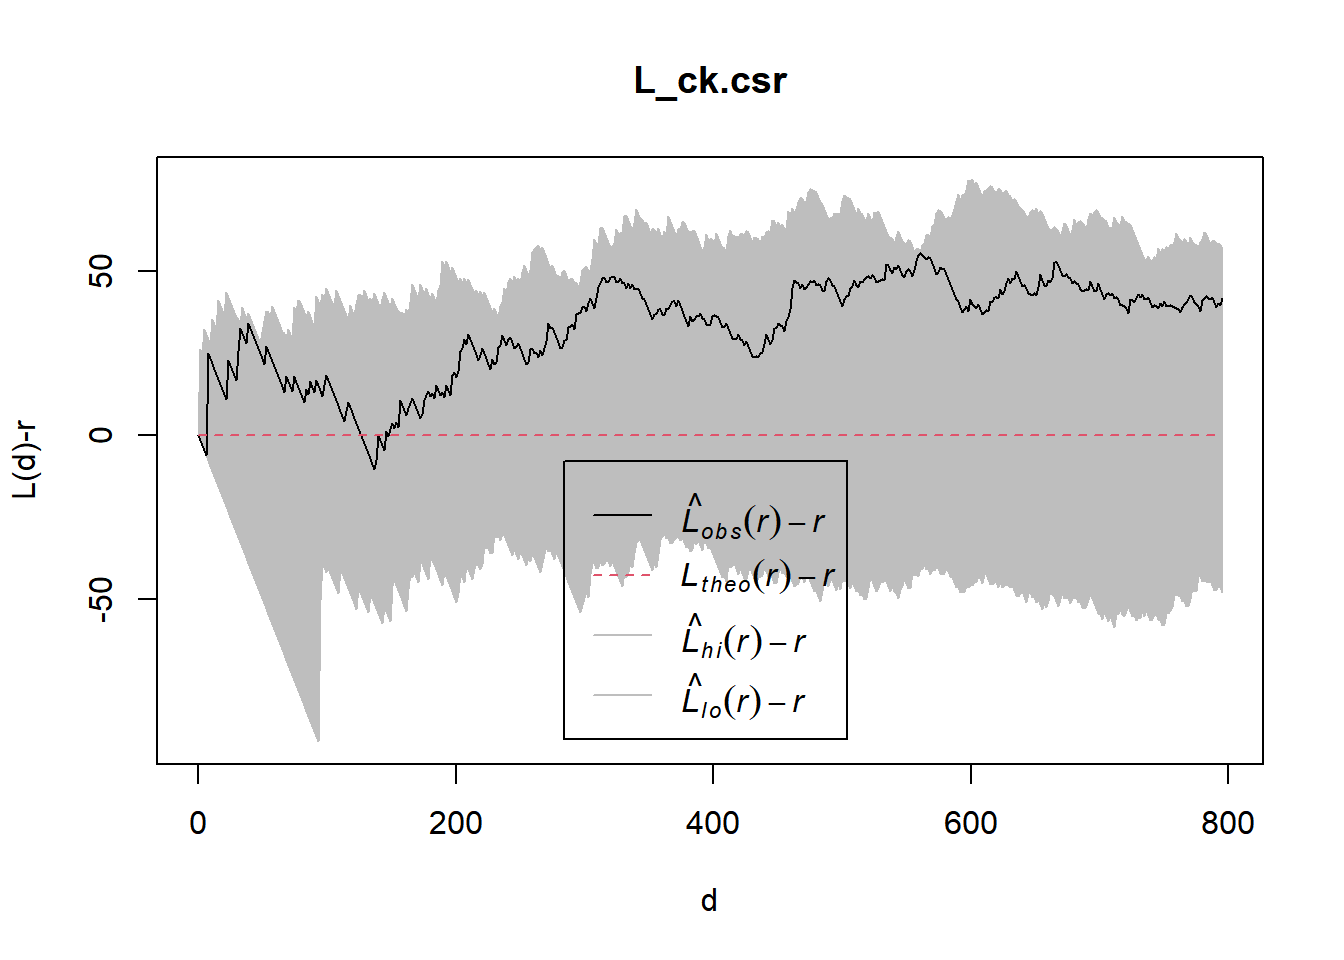 L_ck.csr
L(d)-r
50
0
-50
L̂obs(r) – r
Ltheo(r) – r
L̂hi(r) – r
L̂lo(r) – r
0 200 400 600 800
d